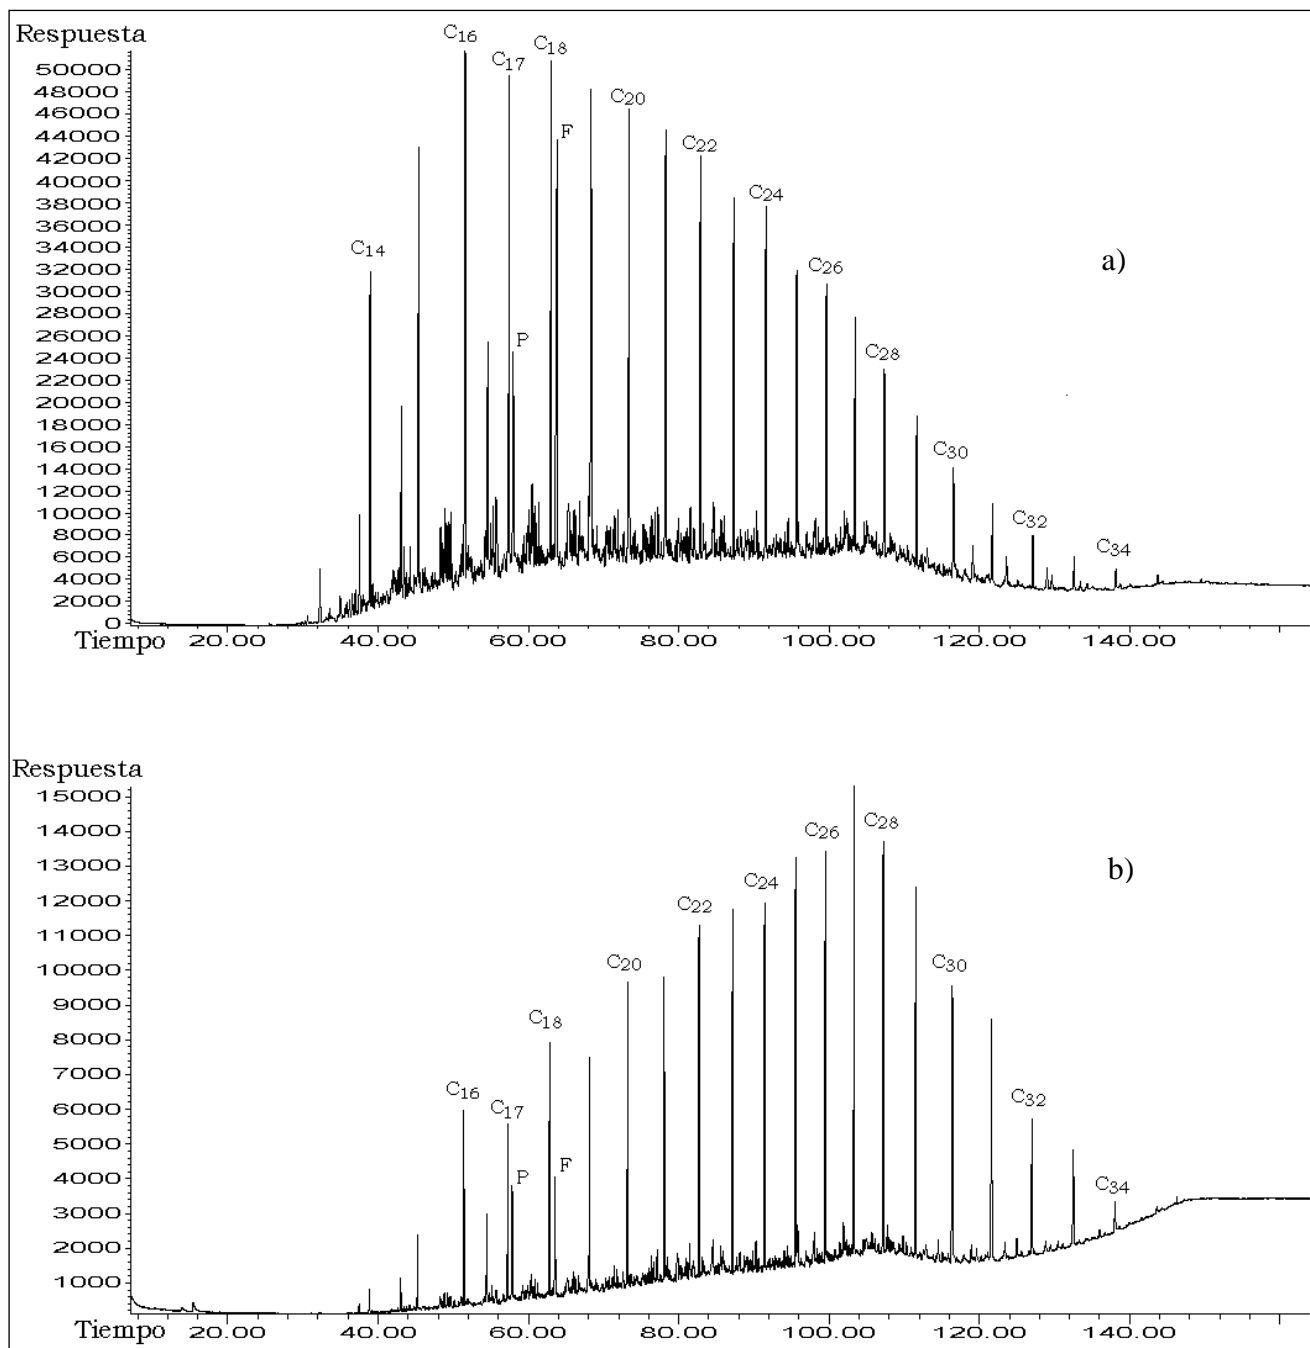 Respuesta
C16
C17
C18
C20
F
C22
C24
C14
a)
C26
P
C28
C30
C32
C34
50000
48000
46000
44000
42000
40000
38000
36000
34000
32000
30000
28000
26000
24000
22000
20000
18000
16000
14000
12000
10000
8000
6000
4000
2000
0
Tiempo 20.00 40.00 60.00 80.00 100.00 120.00 140.00
Respuesta
C26
C28
b)
C24
C22
C20
C30
C18
C16
C17
C32
P
F
C34
15000
14000
13000
12000
11000
10000
9000
8000
7000
6000
5000
4000
3000
2000
1000
Tiempo 20.00 40.00 60.00 80.00 100.00 120.00 140.00